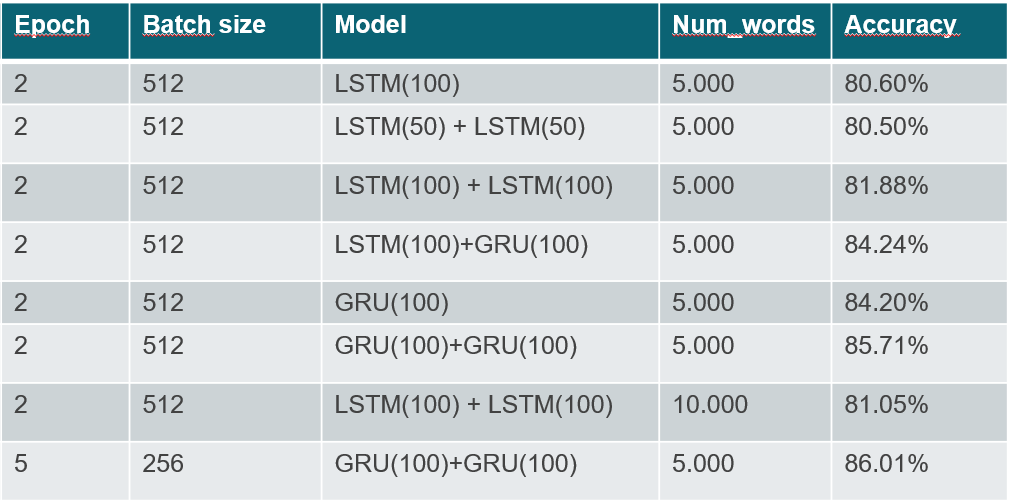 Epoch Batch size Model Num_words Accuracy
2 512 LSTM(100) 5.000 80.60%
2 512 LSTM(50) + LSTM(50) 5.000 80.50%
2 512 LSTM(100) + LSTM(100) 5.000 81.88%
2 512 LSTM(100)+GRU(100) 5.000 84.24%
2 512 GRU(100) 5.000 84.20%
2 512 GRU(100)+GRU(100) 5.000 85.71%
2 512 LSTM(100) + LSTM(100) 10.000 81.05%
5 256 GRU(100)+GRU(100) 5.000 86.01%